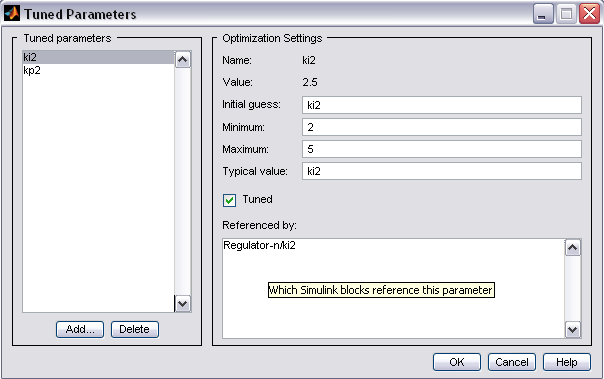 Tuned Parameters
Tuned parameters
ki2
kp2
Add...
Delete
Optimization Settings
Name: ki2
Value: 2.5
Initial guess: ki2
Minimum: 2
Maximum: 5
Typical value: ki2
Tuned
Referenced by:
Regulator-n/ki2
Which Simulink blocks reference this parameter
OK Cancel Help